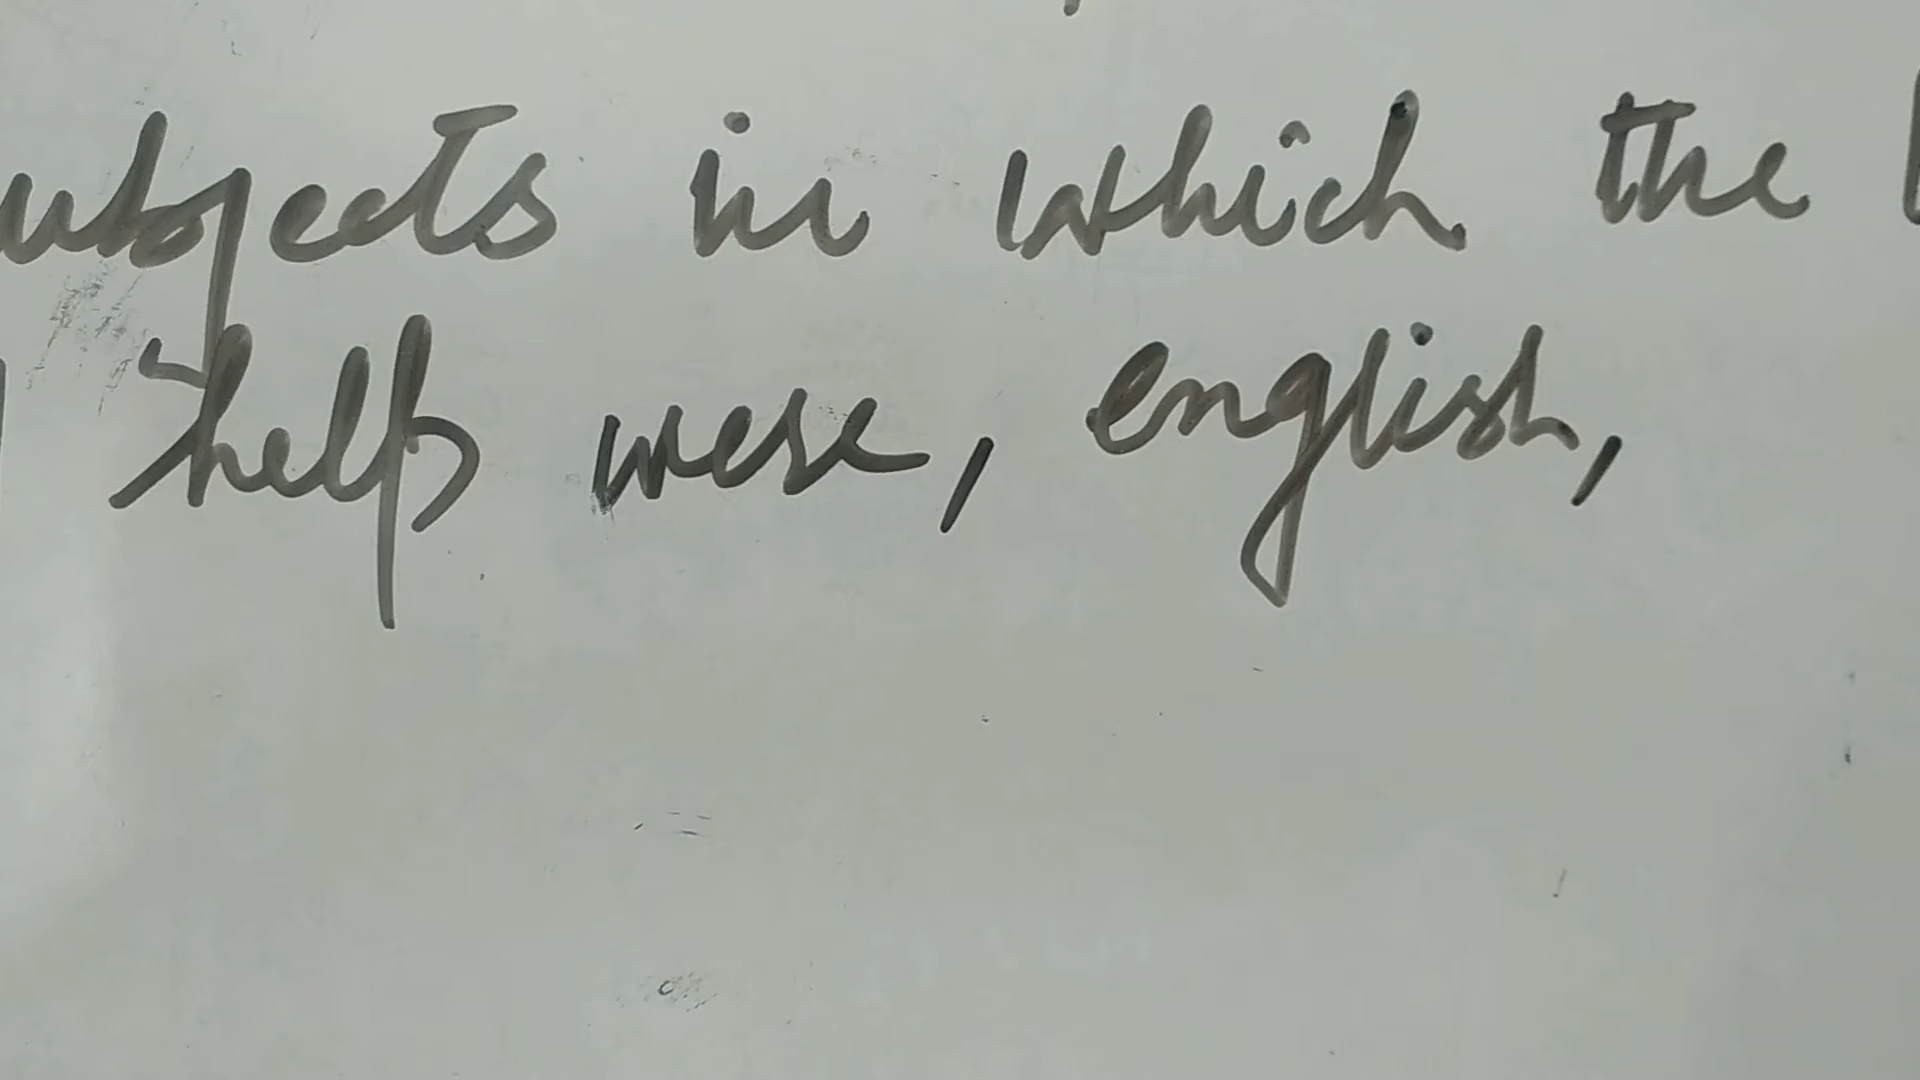 ubjects in which the
help were, english,